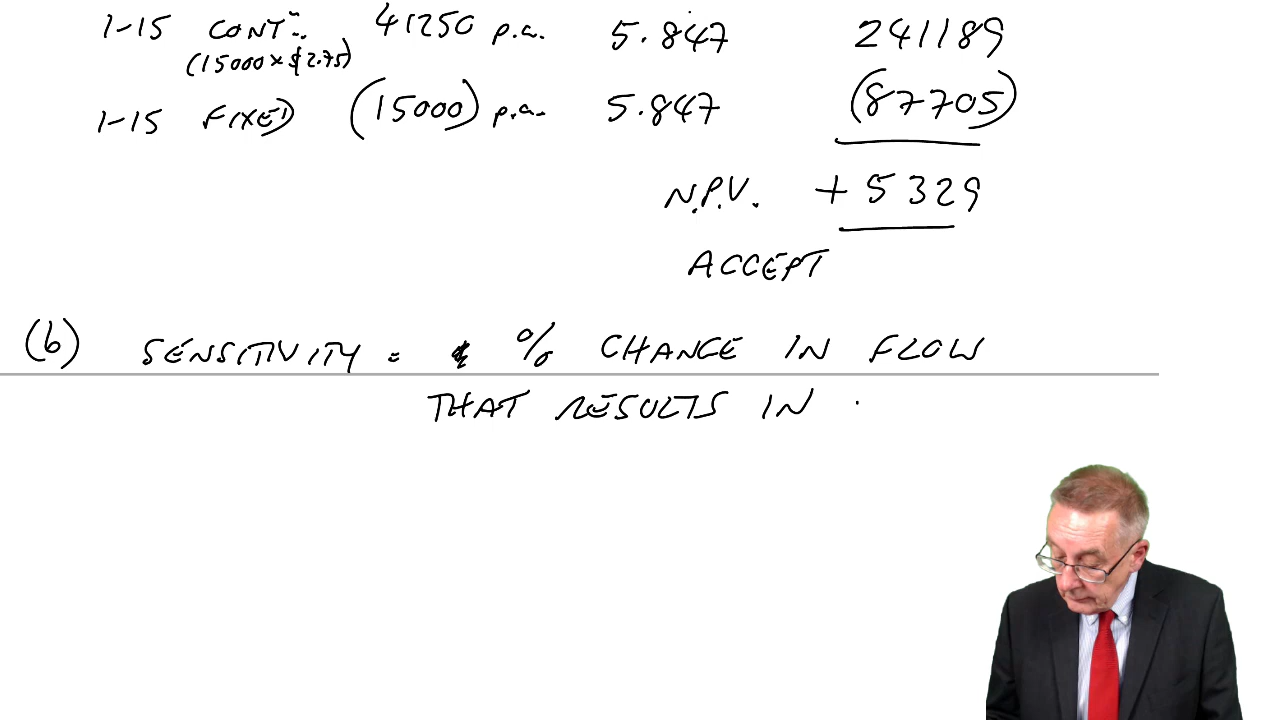 1-15 CONT:. 41250 p.a. 5.847 241189
(15000 x $2.75)
1-15 FIXED (15000) p.a. 5.847 (87705)
N.P.V. + 5329
ACCEPT
(b) SENSITIVITY = % CHANGE IN FLOW
THAT RESULTS IN